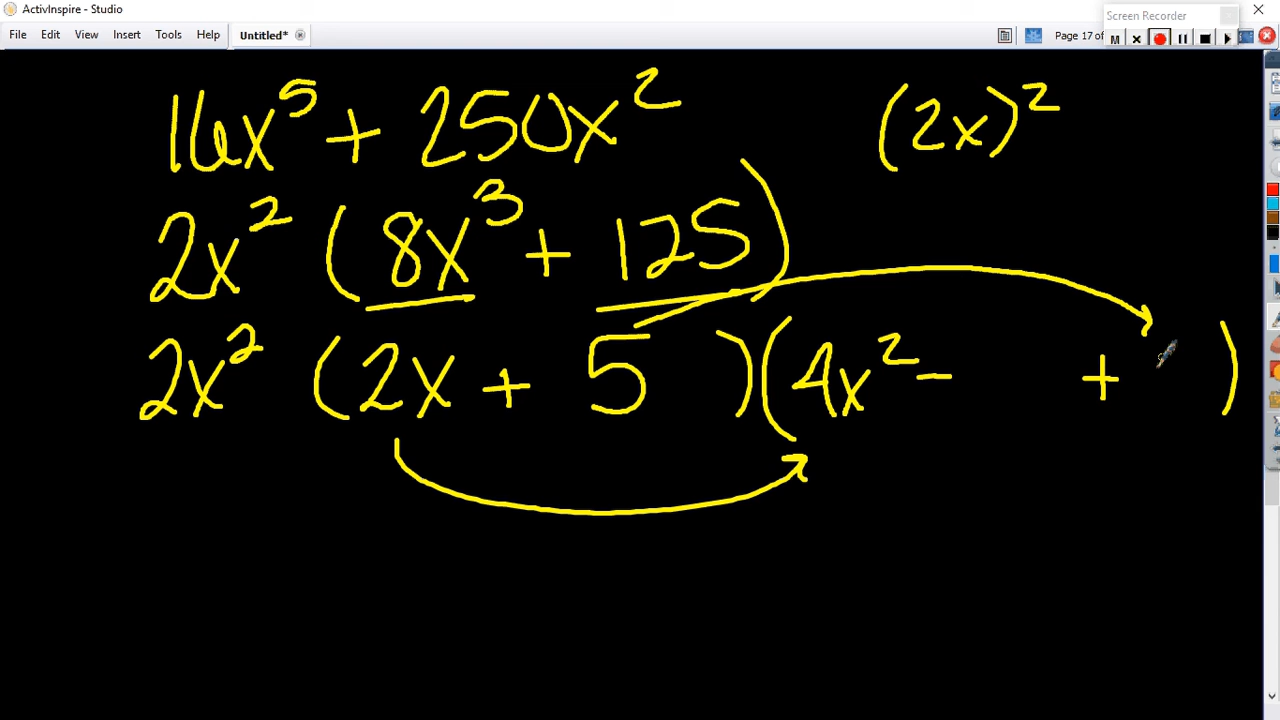 ActivInspire - Studio
Screen Recorder
File Edit View Insert Tools Help Untitled* Page 17 of
16x⁵ + 250x² (2x)²
2x² (8x³ + 125)
2x² (2x + 5 )(4x² - + )